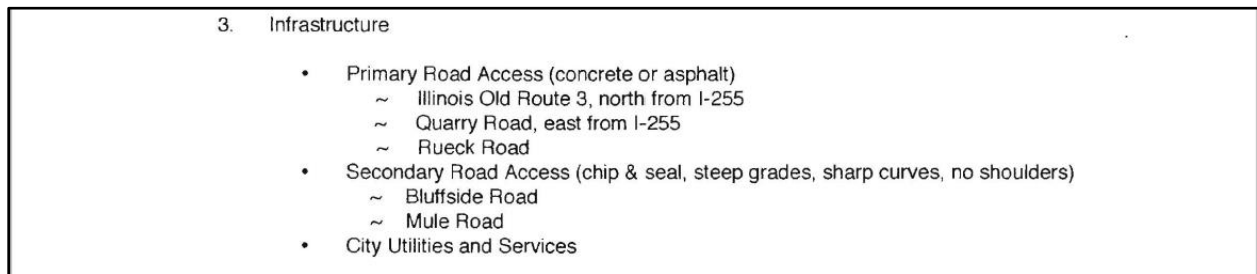 3. Infrastructure
• Primary Road Access (concrete or asphalt)
~ Illinois Old Route 3, north from I-255
~ Quarry Road, east from I-255
~ Rueck Road
• Secondary Road Access (chip & seal, steep grades, sharp curves, no shoulders)
~ Bluffside Road
~ Mule Road
• City Utilities and Services